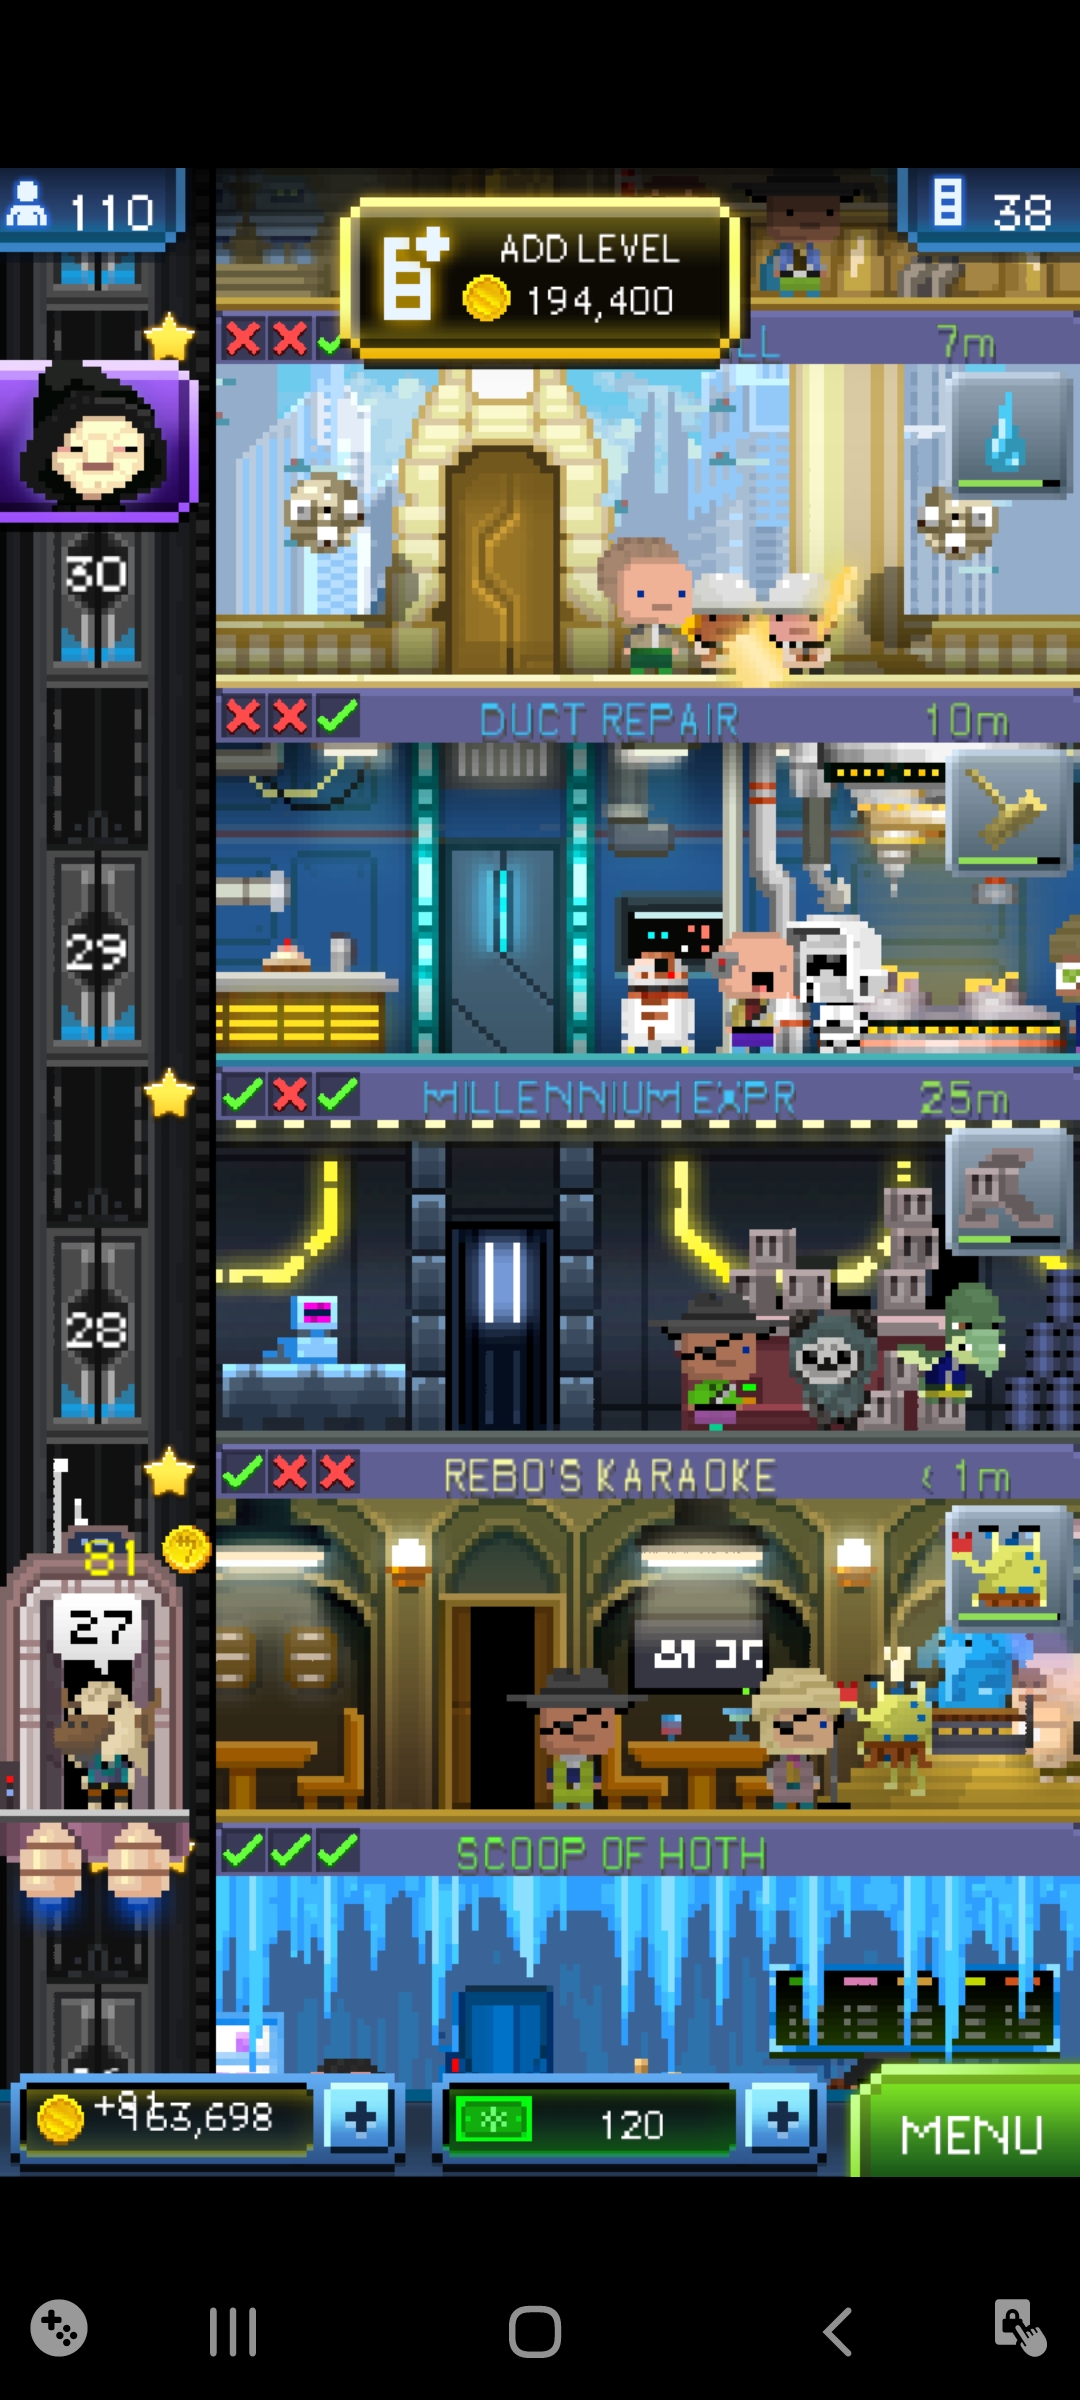 110
ADD LEVEL
194,400
38
LL
7m
30
DUCT REPAIR
10m
29
MILLENNIUM EXPR
25m
28
REBO'S KARAOKE
< 1m
81
27
SCOOP OF HOTH
63,698
120
MENU